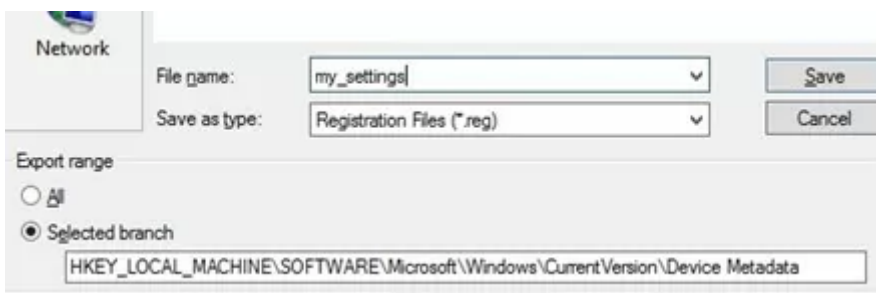 Network
File name: my_settings Save
Save as type: Registration Files (*.reg) Cancel
Export range
All
Selected branch
HKEY_LOCAL_MACHINE\SOFTWARE\Microsoft\Windows\CurrentVersion\Device Metadata